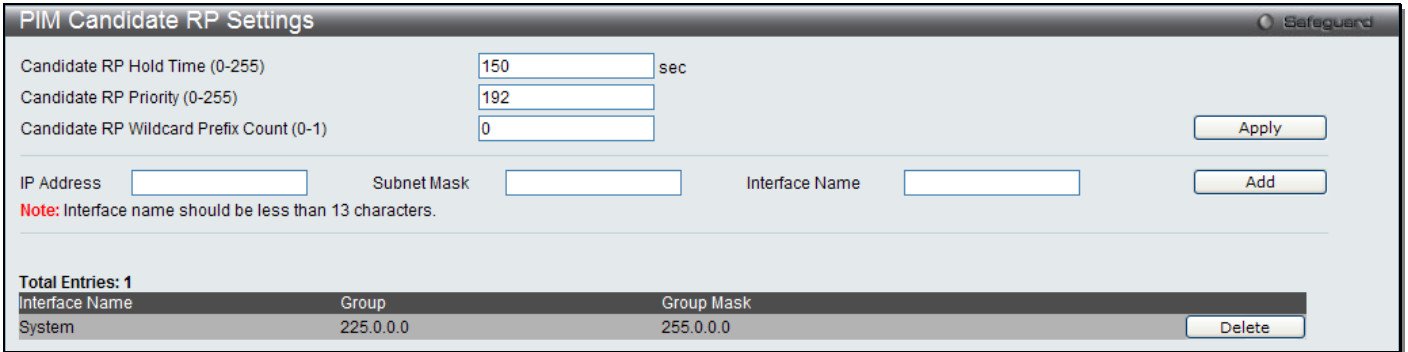 PIM Candidate RP Settings Safeguard
Candidate RP Hold Time (0-255) 150 sec
Candidate RP Priority (0-255) 192
Candidate RP Wildcard Prefix Count (0-1) 0 Apply
IP Address Subnet Mask Interface Name Add
Note: Interface name should be less than 13 characters.
Total Entries: 1
Interface Name Group Group Mask
System 225.0.0.0 255.0.0.0 Delete